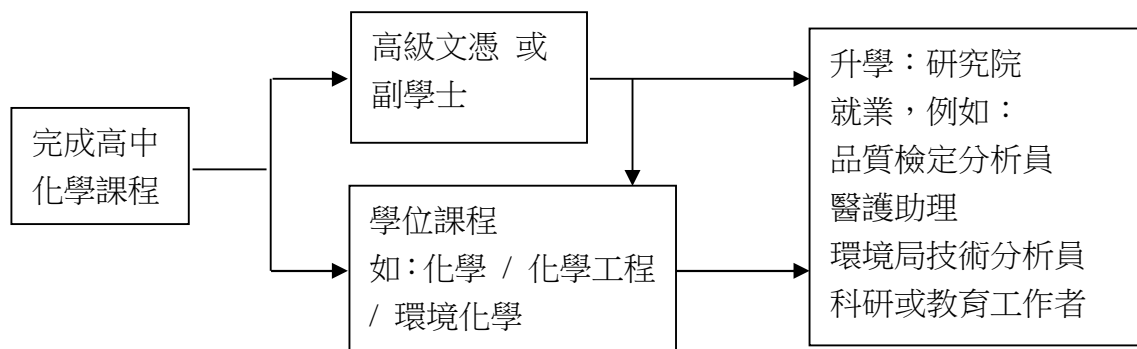 完成高中
化學課程
高級文憑 或
副學士
學位課程
如：化學 / 化學工程
/ 環境化學
升學：研究院
就業，例如：
品質檢定分析員
醫護助理
環境局技術分析員
科研或教育工作者